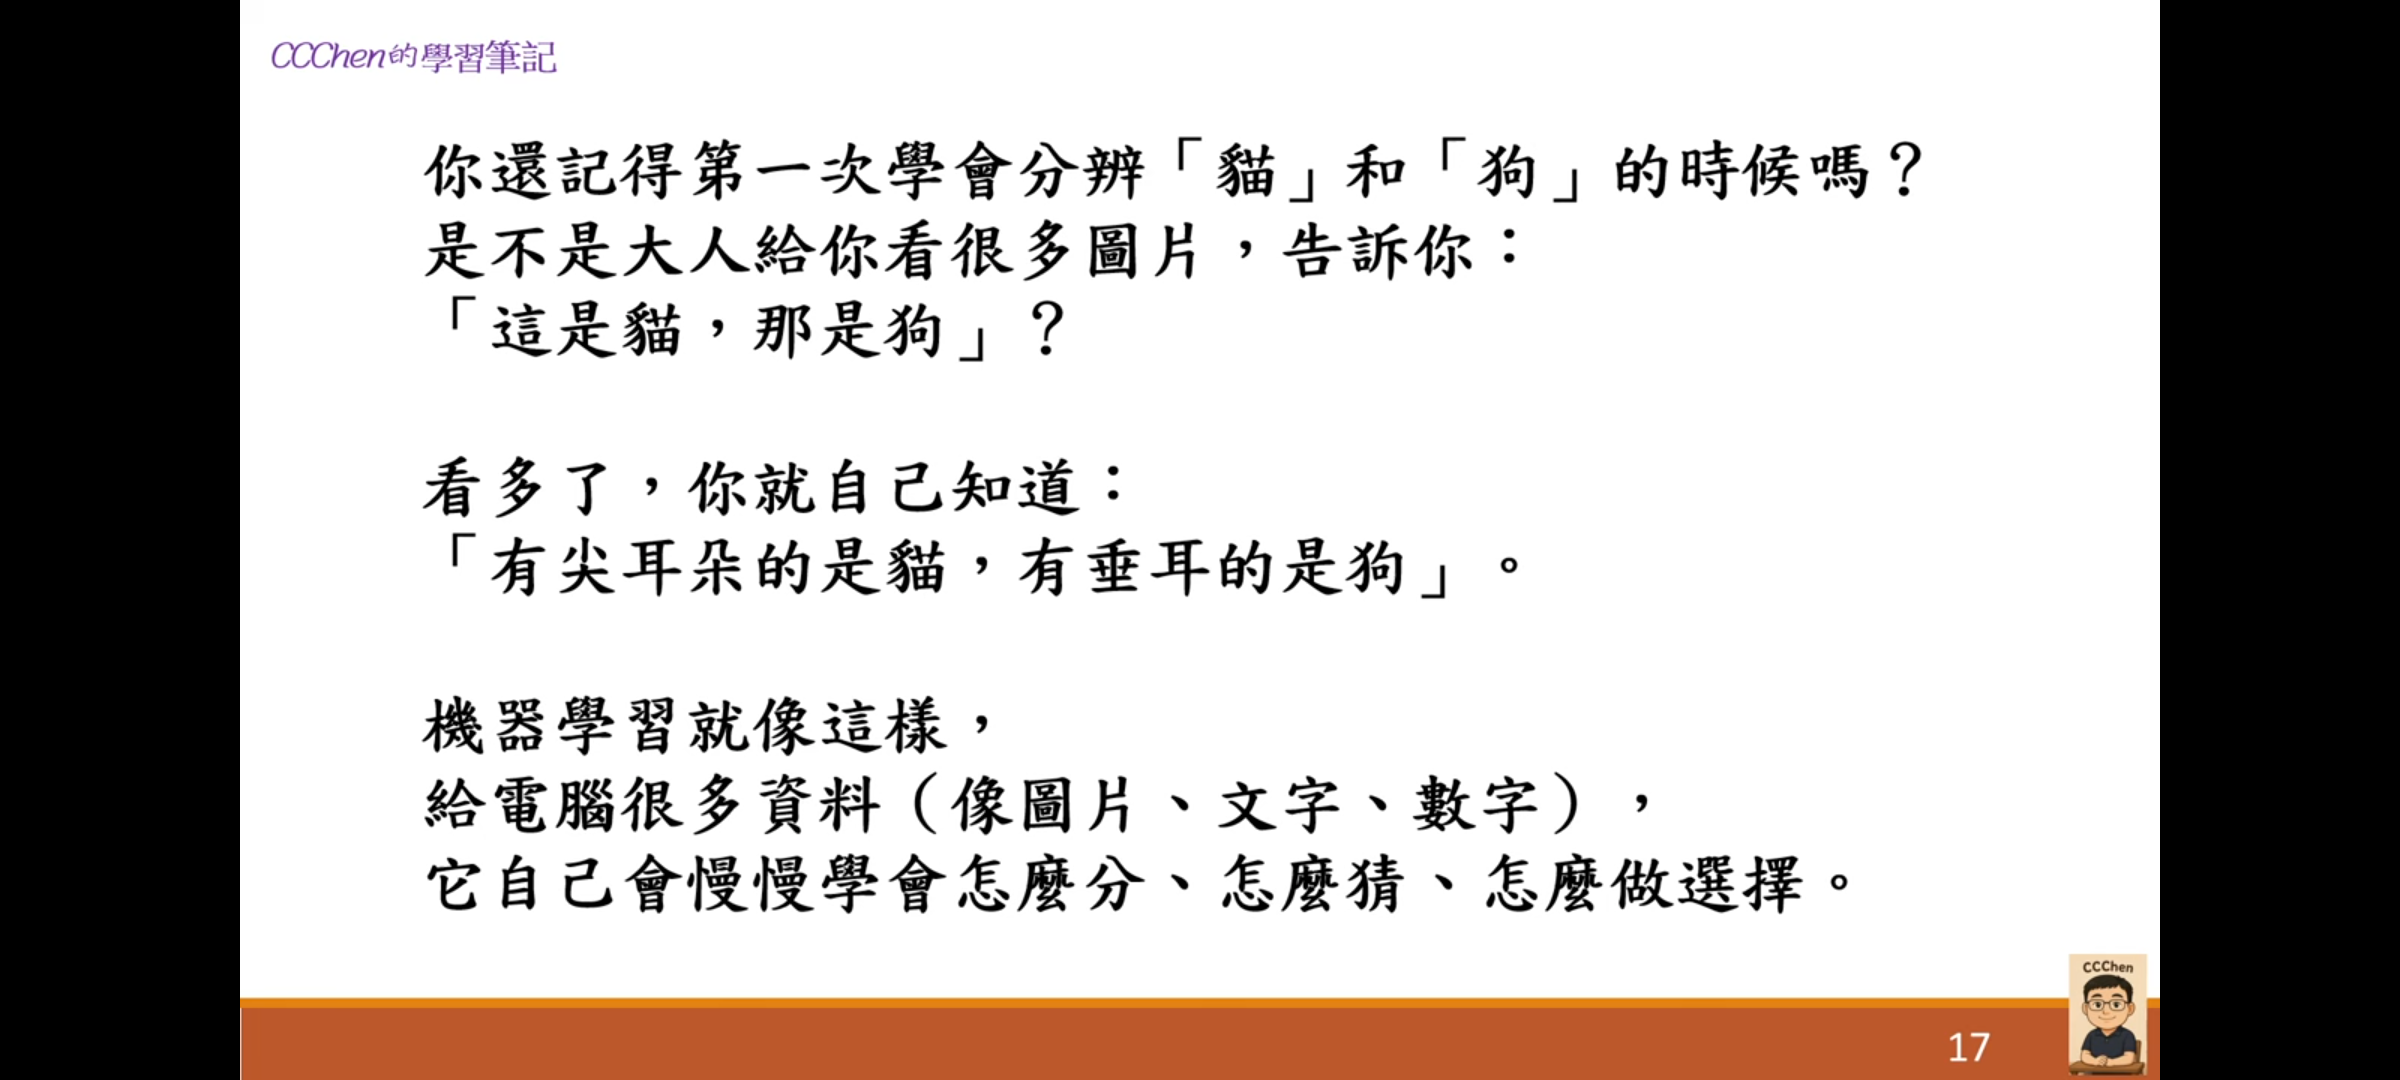 CCChen的學習筆記
你還記得第一次學會分辨「貓」和「狗」的時候嗎？
是不是大人給你看很多圖片，告訴你：
「這是貓，那是狗」？
看多了，你就自己知道：
「有尖耳朵的是貓，有垂耳的是狗」。
機器學習就像這樣，
給電腦很多資料（像圖片、文字、數字），
它自己會慢慢學會怎麼分、怎麼猜、怎麼做選擇。
CCChen
17